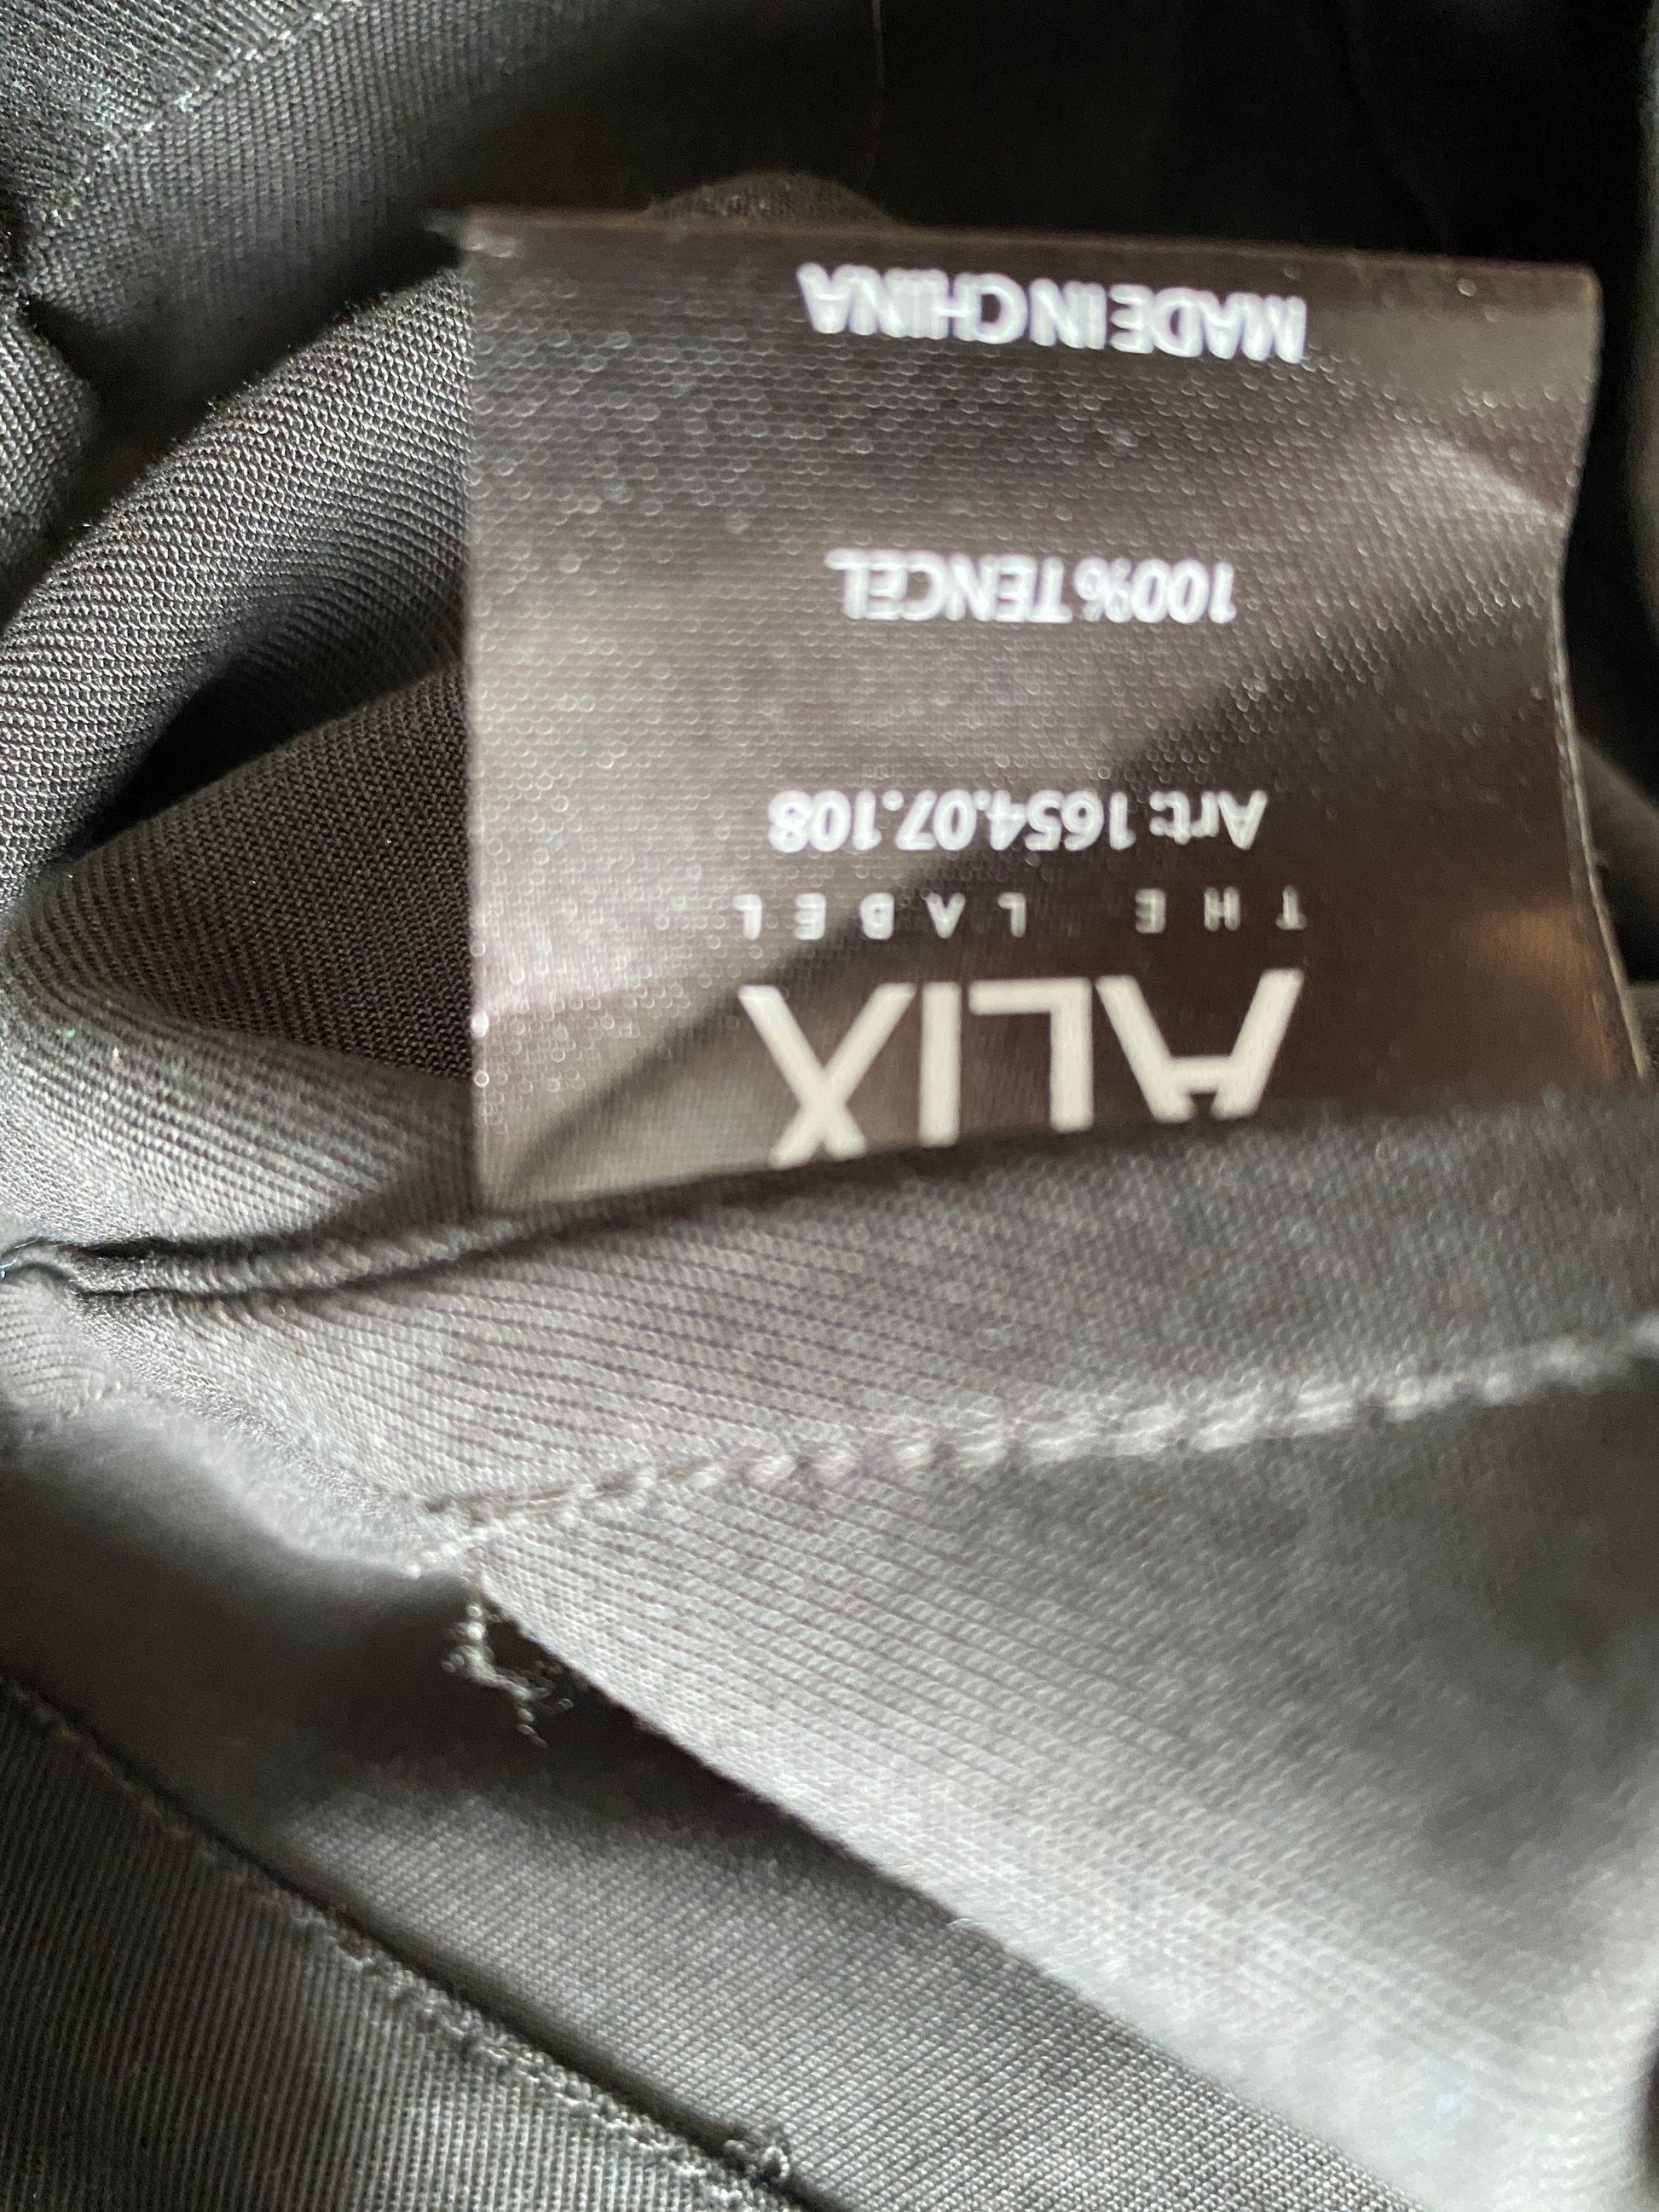 ALIX
THE LABEL
Art: 1654.07.108
100% TENCEL
MADE IN CHINA